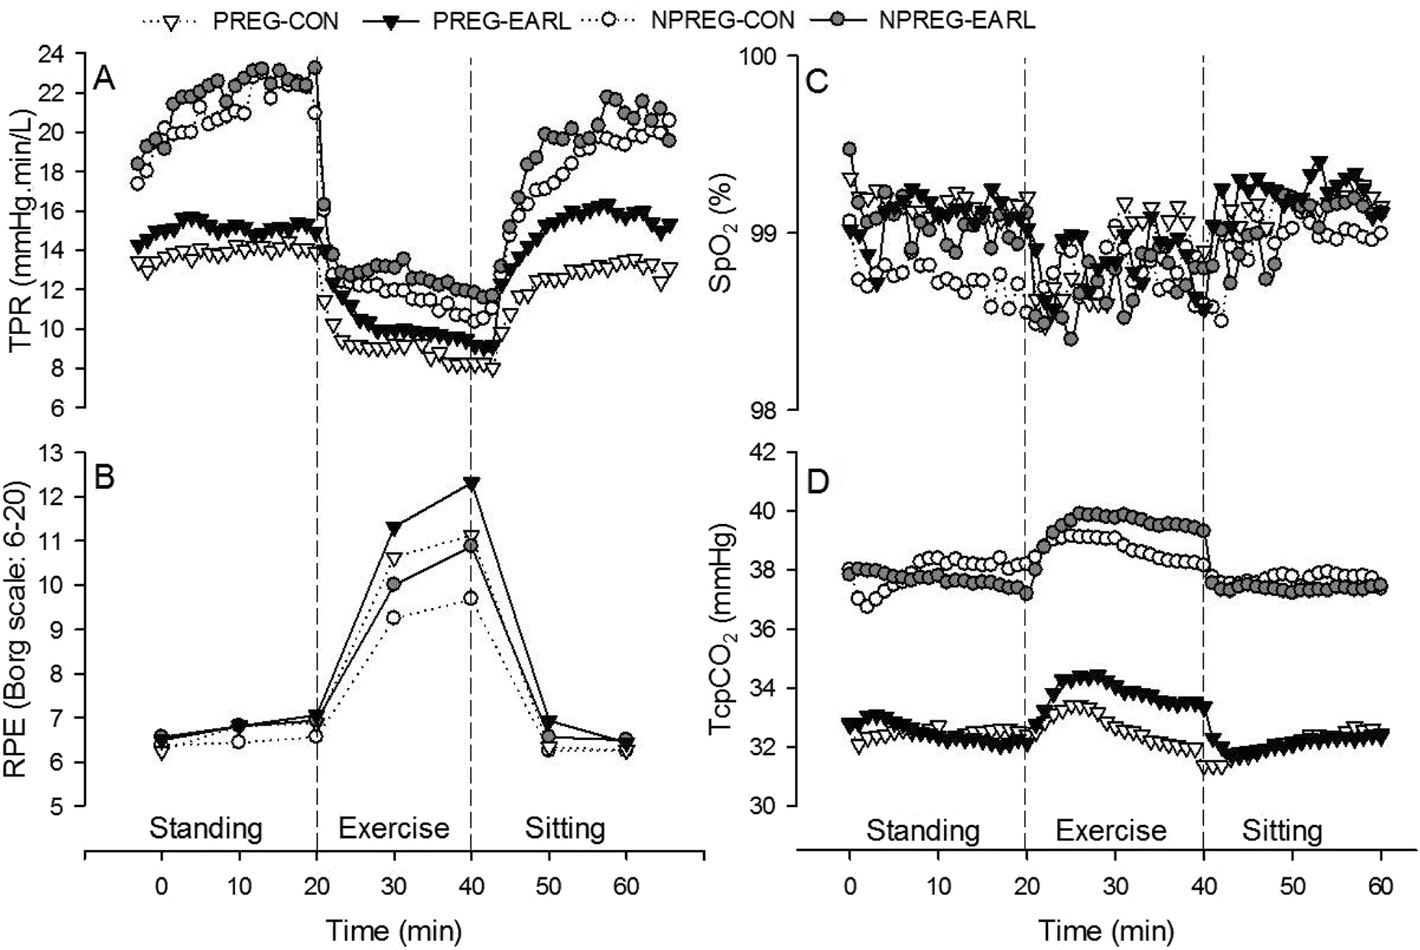 PREG-CON PREG-EARL NPREG-CON NPREG-EARL
A
TPR (mmHg.min/L)
24
22
20
18
16
14
12
10
8
6
C
SpO2 (%)
100
99
98
B
RPE (Borg scale: 6-20)
13
12
11
10
9
8
7
6
5
Standing Exercise Sitting
0 10 20 30 40 50 60
Time (min)
D
TcpCO2 (mmHg)
42
40
38
36
34
32
30
Standing Exercise Sitting
0 10 20 30 40 50 60
Time (min)